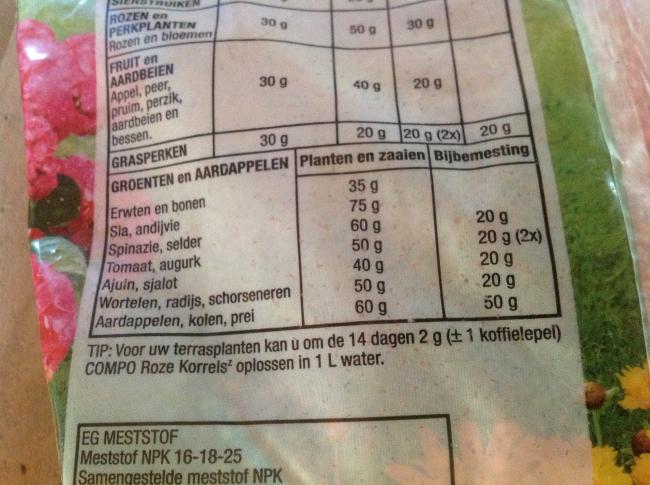 SIERSTRUIKEN
ROZEN en
PERKPLANTEN
Rozen en bloemen
30 g 50 g 30 g
FRUIT en
AARDBEIEN
Appel, peer,
pruim, perzik,
aardbeien en
bessen.
30 g 40 g 20 g
GRASPERKEN 30 g 20 g 20 g (2x) 20 g
GROENTEN en AARDAPPELEN Planten en zaaien Bijbemesting
Erwten en bonen 35 g
Sla, andijvie 75 g 20 g
Spinazie, selder 60 g 20 g (2x)
Tomaat, augurk 50 g 20 g
Ajuin, sjalot 40 g 20 g
Wortelen, radijs, schorseneren 50 g 50 g
Aardappelen, kolen, prei 60 g
TIP: Voor uw terrasplanten kan u om de 14 dagen 2 g (± 1 koffielepel)
COMPO Roze Korrels² oplossen in 1 L water.
EG MESTSTOF
Meststof NPK 16-18-25
Samengestelde meststof NPK